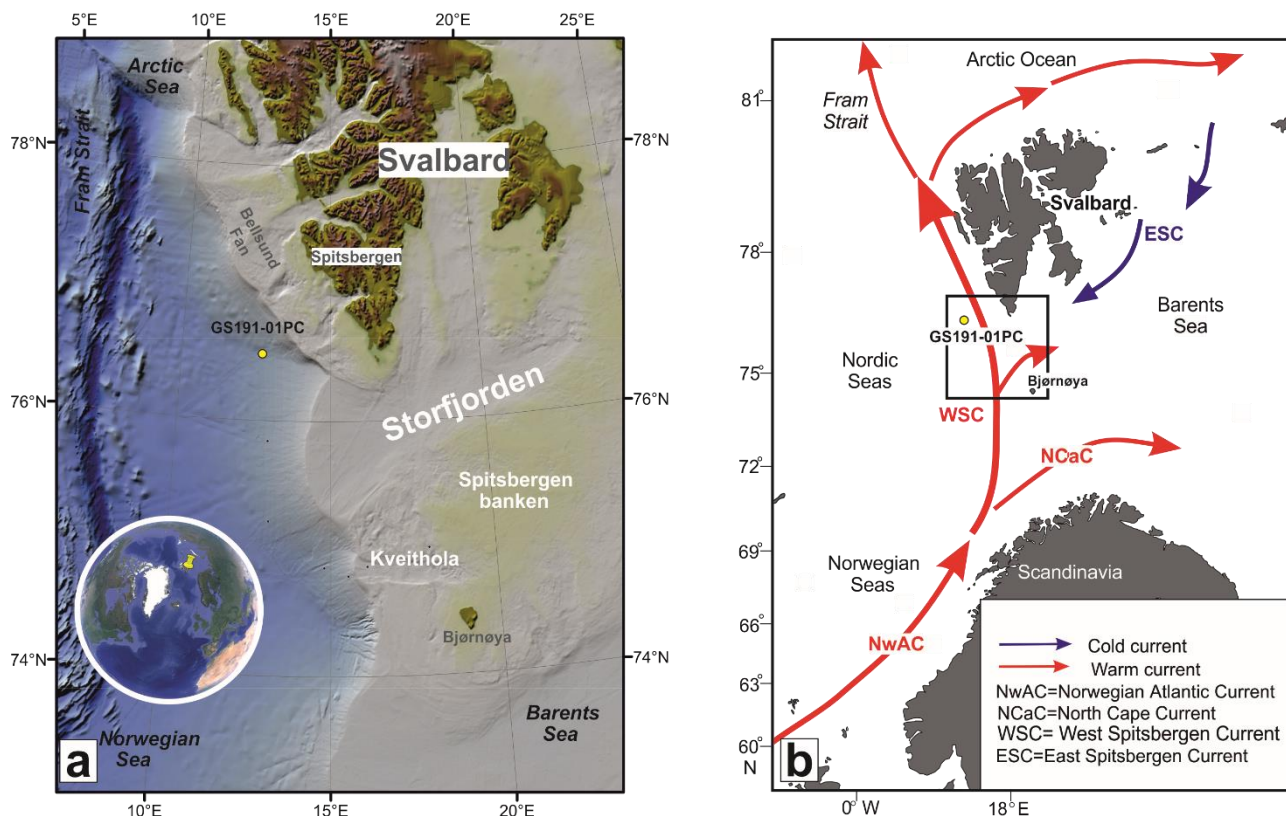 5°E
10°E
15°E
20°E
25°E
Arctic
Sea
Fram Strait
78°N
78°N
Svalbard
Bellsund
Fan
Spitsbergen
GS191-01PC
76°N
76°N
Storfjorden
Spitsbergen
banken
Kveithola
Bjørnøya
74°N
74°N
Barents
Sea
Norwegian
Sea
a
10°E
15°E
20°E
Arctic Ocean
81°
Fram
Strait
Svalbard
78°
ESC
Barents
Sea
GS191-01PC
Nordic
Seas
75°
Bjørnøya
WSC
NCaC
72°
69°
Norwegian
Seas
Scandinavia
66°
NwAC
63°
60°
N
b
Cold current
Warm current
NwAC=Norwegian Atlantic Current
NCaC=North Cape Current
WSC= West Spitsbergen Current
ESC=East Spitsbergen Current
0° W
18°E